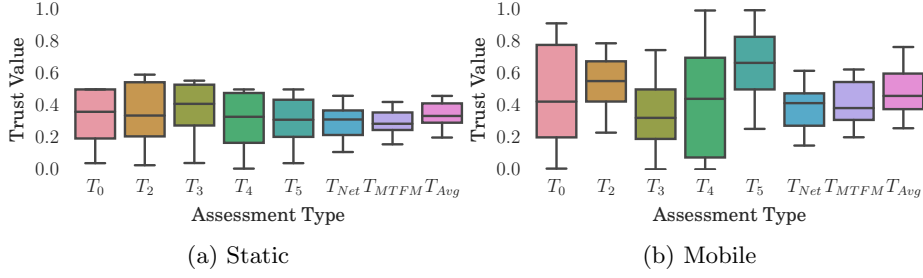 1.0
0.8
0.6
0.4
0.2
0.0
Trust Value
T0 T2 T3 T4 T5 TNet TMTFM TAvg
Assessment Type
(a) Static
1.0
0.8
0.6
0.4
0.2
0.0
Trust Value
T0 T2 T3 T4 T5 TNet TMTFM TAvg
Assessment Type
(b) Mobile